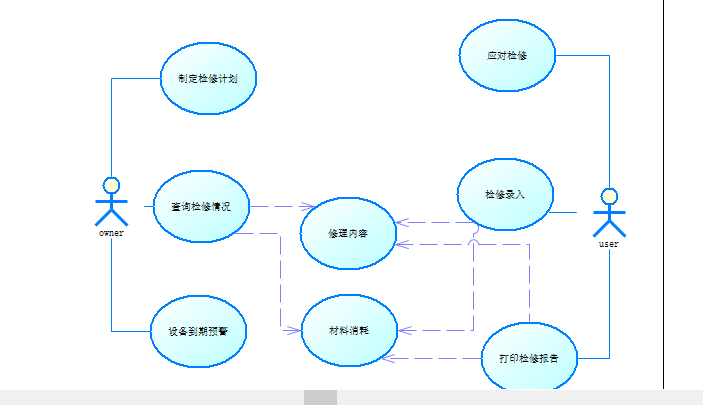 应对检修
制定检修计划
检修录入
查询检修情况
修理内容
owner
user
设备到期预警
材料消耗
打印检修报告